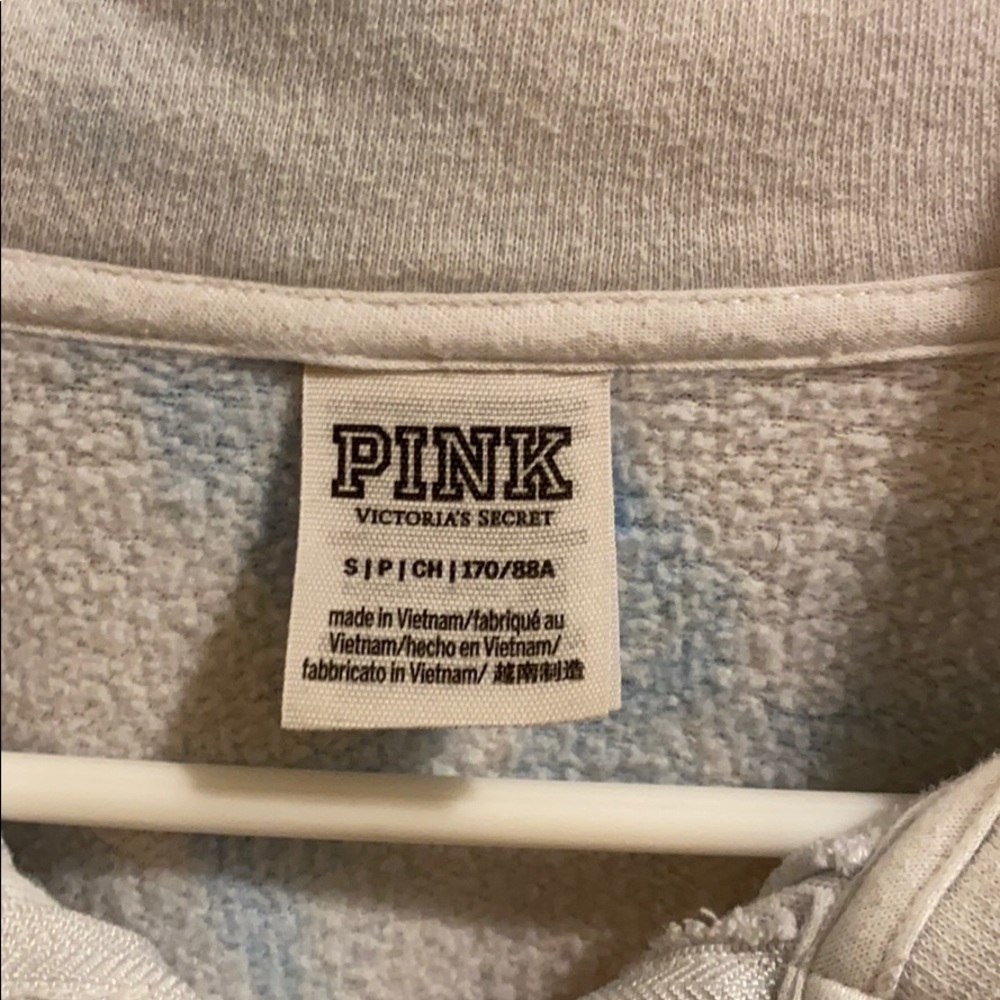 PINK
VICTORIA'S SECRET
S | P | CH | 170/88A
made in Vietnam/fabriqué au
Vietnam/hecho en Vietnam/
fabbricato in Vietnam/ 越南制造